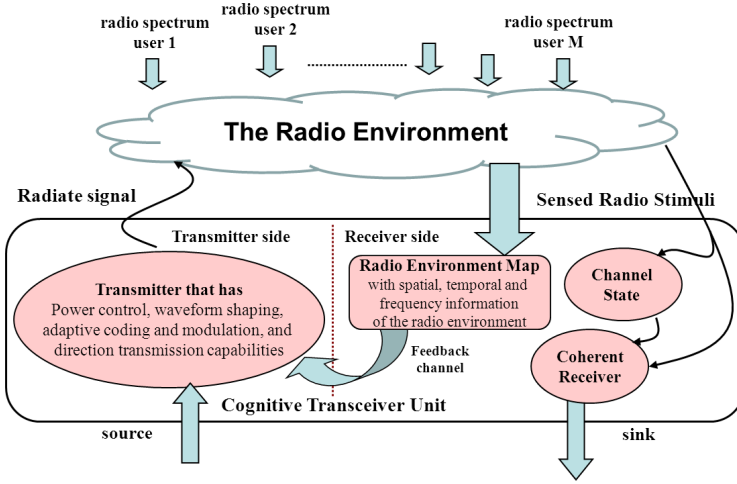 radio spectrum
user 1
radio spectrum
user 2
radio spectrum
user M
The Radio Environment
Radiate signal
Sensed Radio Stimuli
Transmitter side
Receiver side
Transmitter that has
Power control, waveform shaping,
adaptive coding and modulation, and
direction transmission capabilities
Radio Environment Map
with spatial, temporal and
frequency information
of the radio environment
Channel
State
Feedback
channel
Coherent
Receiver
Cognitive Transceiver Unit
source
sink